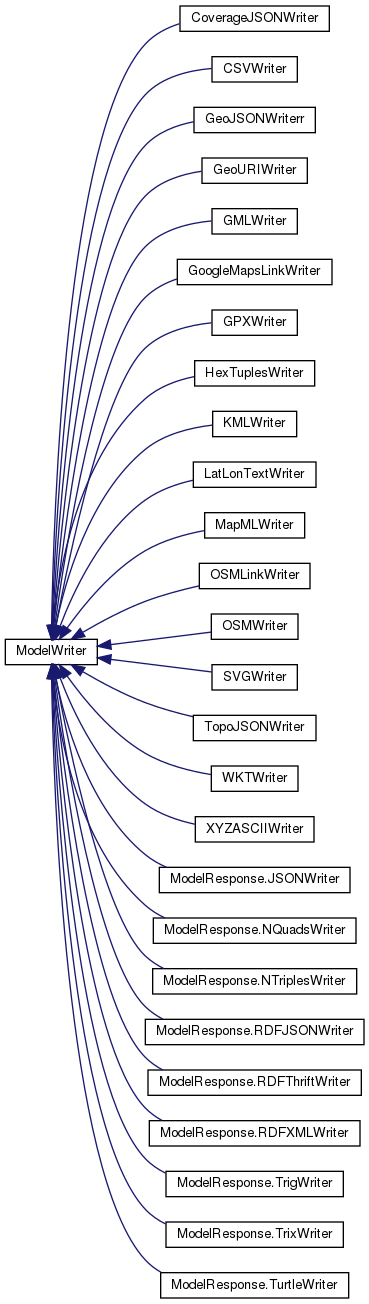 CoverageJSONWriter
CSVWriter
GeoJSONWriterr
GeoURIWriter
GMLWriter
GoogleMapsLinkWriter
GPXWriter
HexTuplesWriter
KMLWriter
LatLonTextWriter
MapMLWriter
OSMLinkWriter
OSMWriter
ModelWriter
SVGWriter
TopoJSONWriter
WKTWriter
XYZASCIIWriter
ModelResponse.JSONWriter
ModelResponse.NQuadsWriter
ModelResponse.NTriplesWriter
ModelResponse.RDFJSONWriter
ModelResponse.RDFThriftWriter
ModelResponse.RDFXMLWriter
ModelResponse.TrigWriter
ModelResponse.TrixWriter
ModelResponse.TurtleWriter